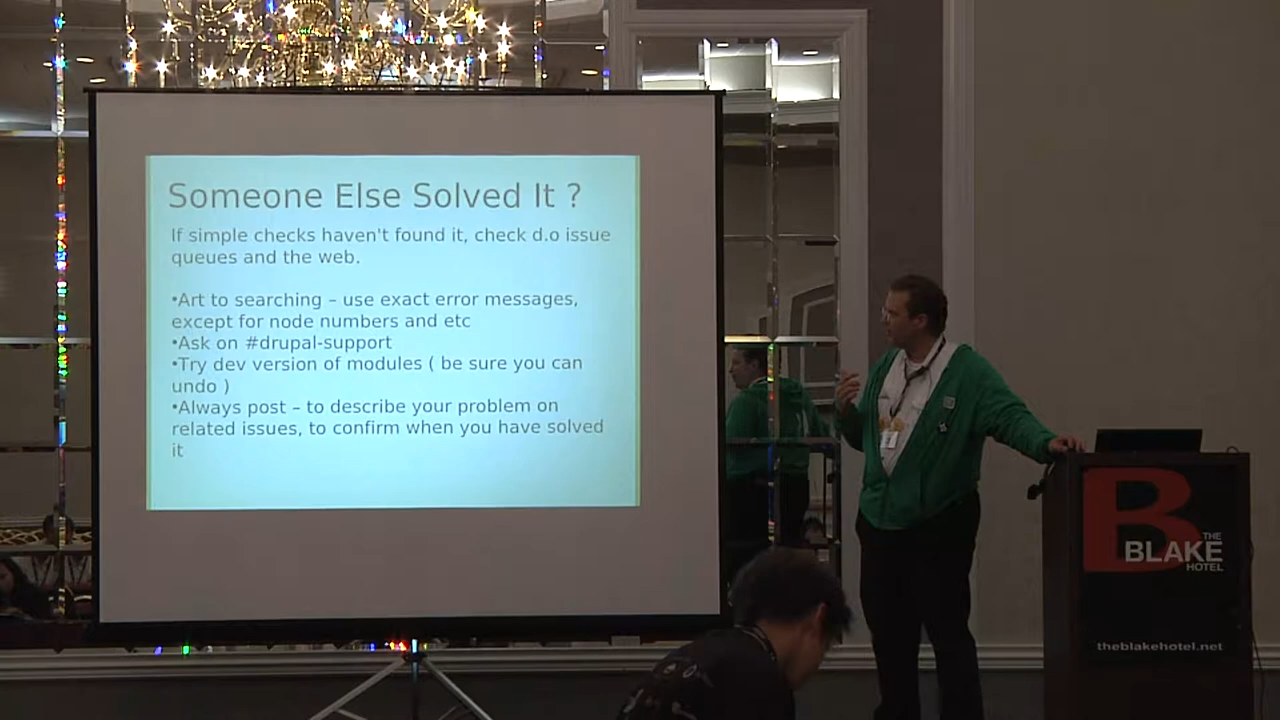 Someone Else Solved It ?
If simple checks haven't found it, check d.o issue
queues and the web.
•Art to searching – use exact error messages,
except for node numbers and etc
•Ask on #drupal-support
•Try dev version of modules ( be sure you can
undo )
•Always post – to describe your problem on
related issues, to confirm when you have solved
it
B
THE
BLAKE
HOTEL
theblakehotel.net